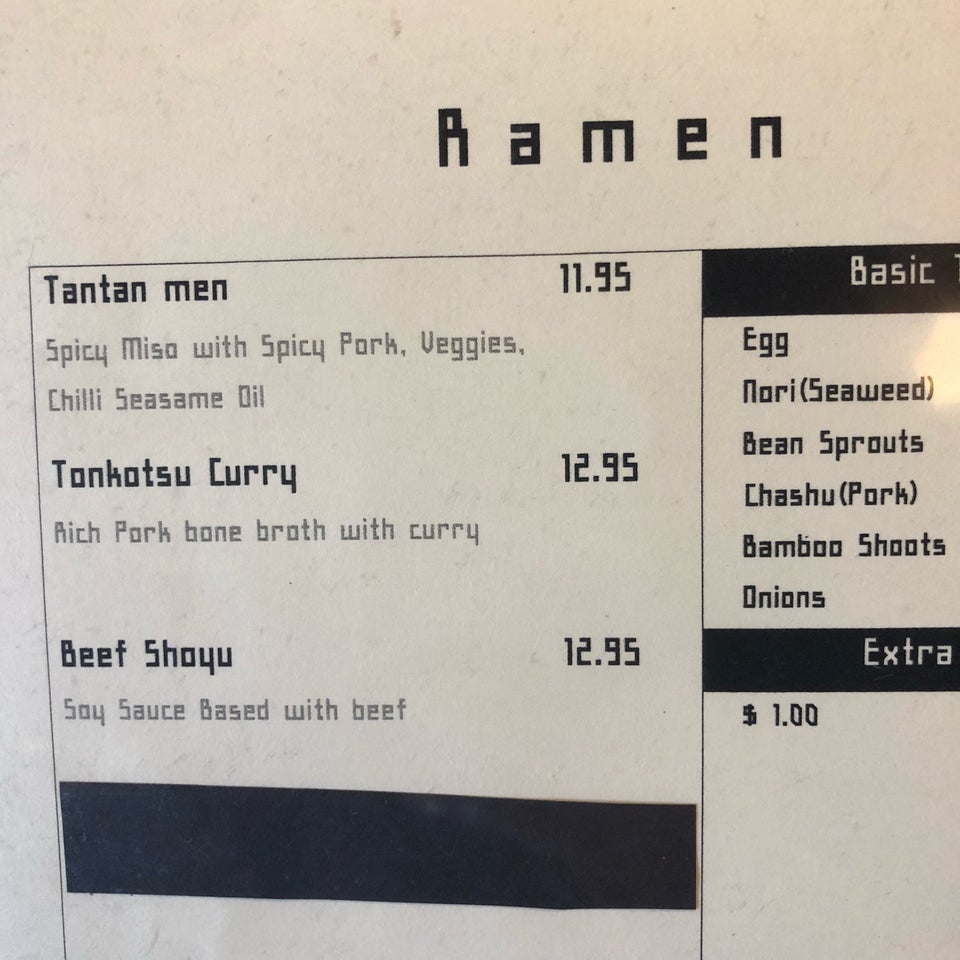 Ramen
Tantan men 11.95
Spicy Miso with Spicy Pork, Veggies,
Chilli Seasame Oil
Tonkotsu Curry 12.95
Rich Pork bone broth with curry
Beef Shoyu 12.95
Soy Sauce Based with beef
Basic
Egg
Nori(Seaweed)
Bean Sprouts
Chashu(Pork)
Bamboo Shoots
Onions
Extra
$ 1.00